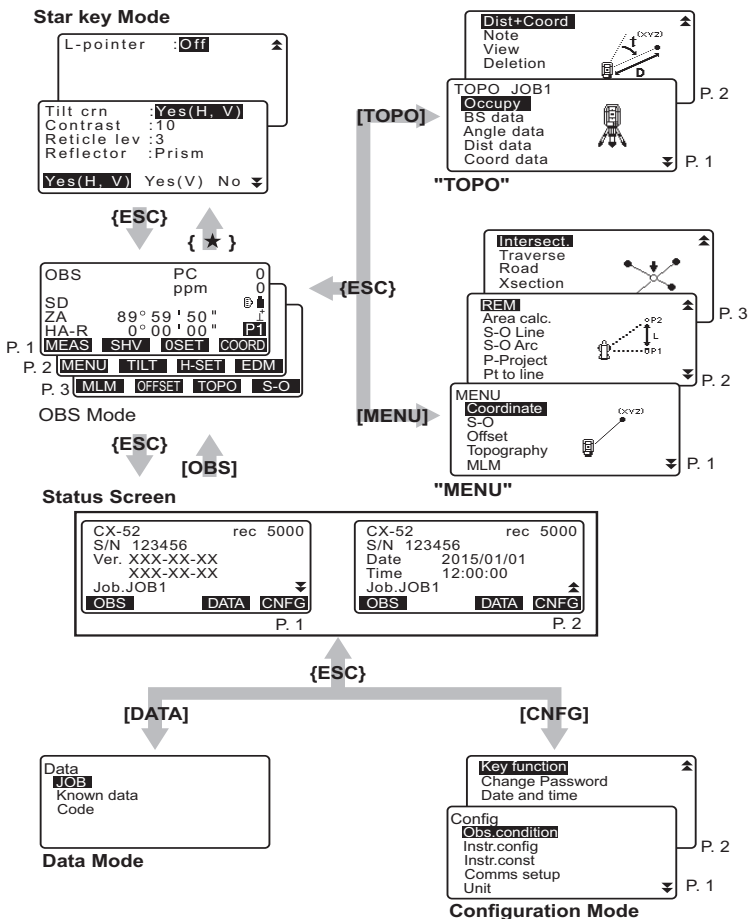 Star key Mode
L-pointer :Off
Tilt crn :Yes(H, V)
Contrast :10
Reticle lev :3
Reflector :Prism
Yes(H, V) Yes(V) No
{ESC}
{ ★ }
OBS PC 0
ppm 0
SD
ZA 89° 59 ' 50 "
HA-R 0° 00 ' 00 " P1
P. 1 MEAS SHV 0SET COORD
P. 2 MENU TILT H-SET EDM
P. 3 MLM OFFSET TOPO S-O
OBS Mode
{ESC}
[OBS]
[TOPO]
Dist+Coord
Note
View
Deletion
(XYZ)
t
D
P. 2
TOPO JOB1
Occupy
BS data
Angle data
Dist data
Coord data
P. 1
"TOPO"
{ESC}
Intersect.
Traverse
Road
Xsection
P. 3
REM
Area calc.
S-O Line
S-O Arc
P-Project
Pt to line
P2
L
P1
P. 2
[MENU]
MENU
Coordinate
S-O
Offset
Topography
MLM
(XYZ)
P. 1
"MENU"
Status Screen
CX-52 rec 5000
S/N 123456
Ver. XXX-XX-XX
XXX-XX-XX
Job.JOB1
OBS DATA CNFG
P. 1
CX-52 rec 5000
S/N 123456
Date 2015/01/01
Time 12:00:00
Job.JOB1
OBS DATA CNFG
P. 2
{ESC}
[DATA]
[CNFG]
Data
JOB
Known data
Code
Data Mode
Key function
Change Password
Date and time
P. 2
Config
Obs.condition
Instr.config
Instr.const
Comms setup
Unit
P. 1
Configuration Mode